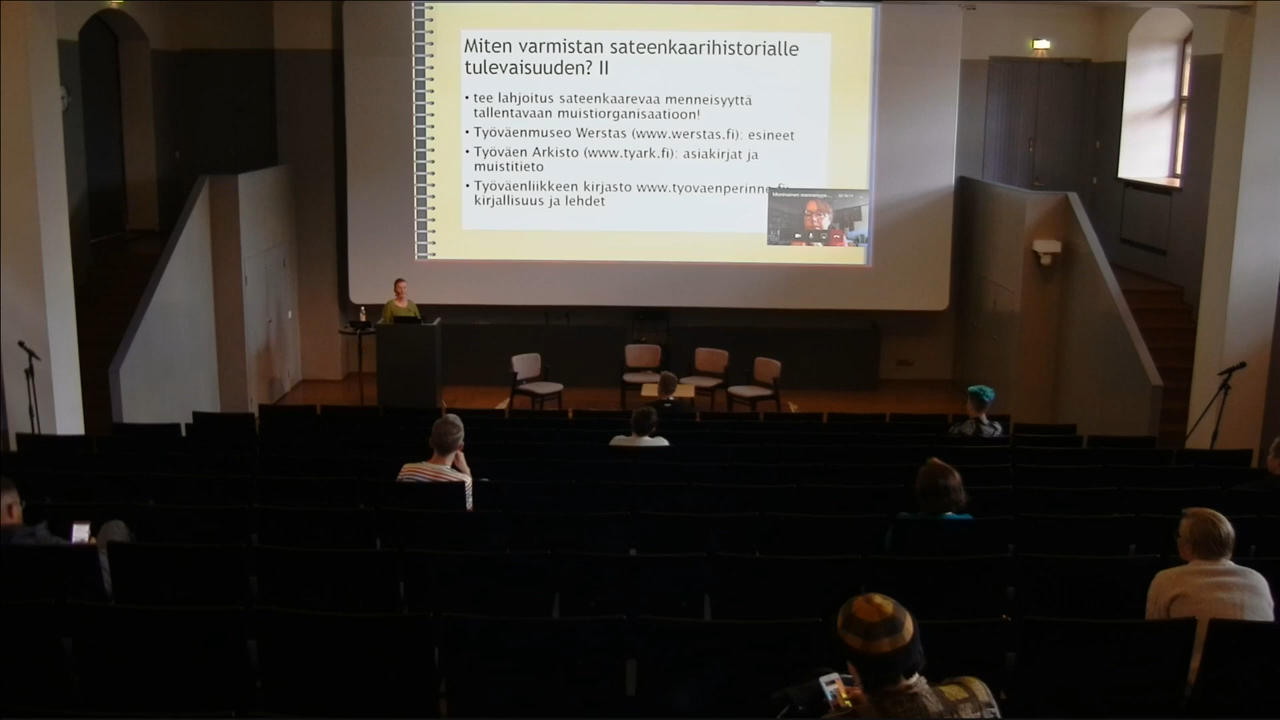 Miten varmistan sateenkaarihistorialle
tulevaisuuden? II
• tee lahjoitus sateenkaarevaa menneisyyttä
tallentavaan muistiorganisaatioon!
• Työväenmuseo Werstas (www.werstas.fi): esineet
• Työväen Arkisto (www.tyark.fi): asiakirjat ja
muistitieto
• Työväenliikkeen kirjasto www.tyovaenperinne.fi:
kirjallisuus ja lehdet